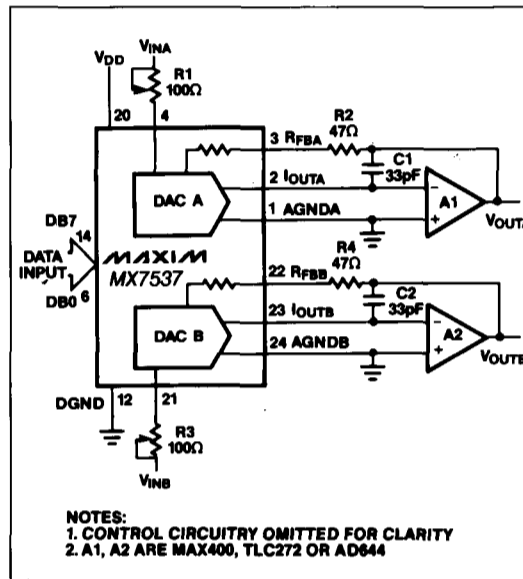 VINA
VDD
R1
100Ω
20
4
3 RFBA
R2
47Ω
C1
33pF
2 IOUTA
DAC A
1 AGNDA
−
+
A1
VOUTA
DB7
14
DATA
INPUT
DB0
6
MAXIM
MX7537
22 RFBB
R4
47Ω
C2
33pF
23 IOUTB
DAC B
24 AGNDB
−
+
A2
VOUTB
DGND
12
21
R3
100Ω
VINB
NOTES:
1. CONTROL CIRCUITRY OMITTED FOR CLARITY
2. A1, A2 ARE MAX400, TLC272 OR AD644